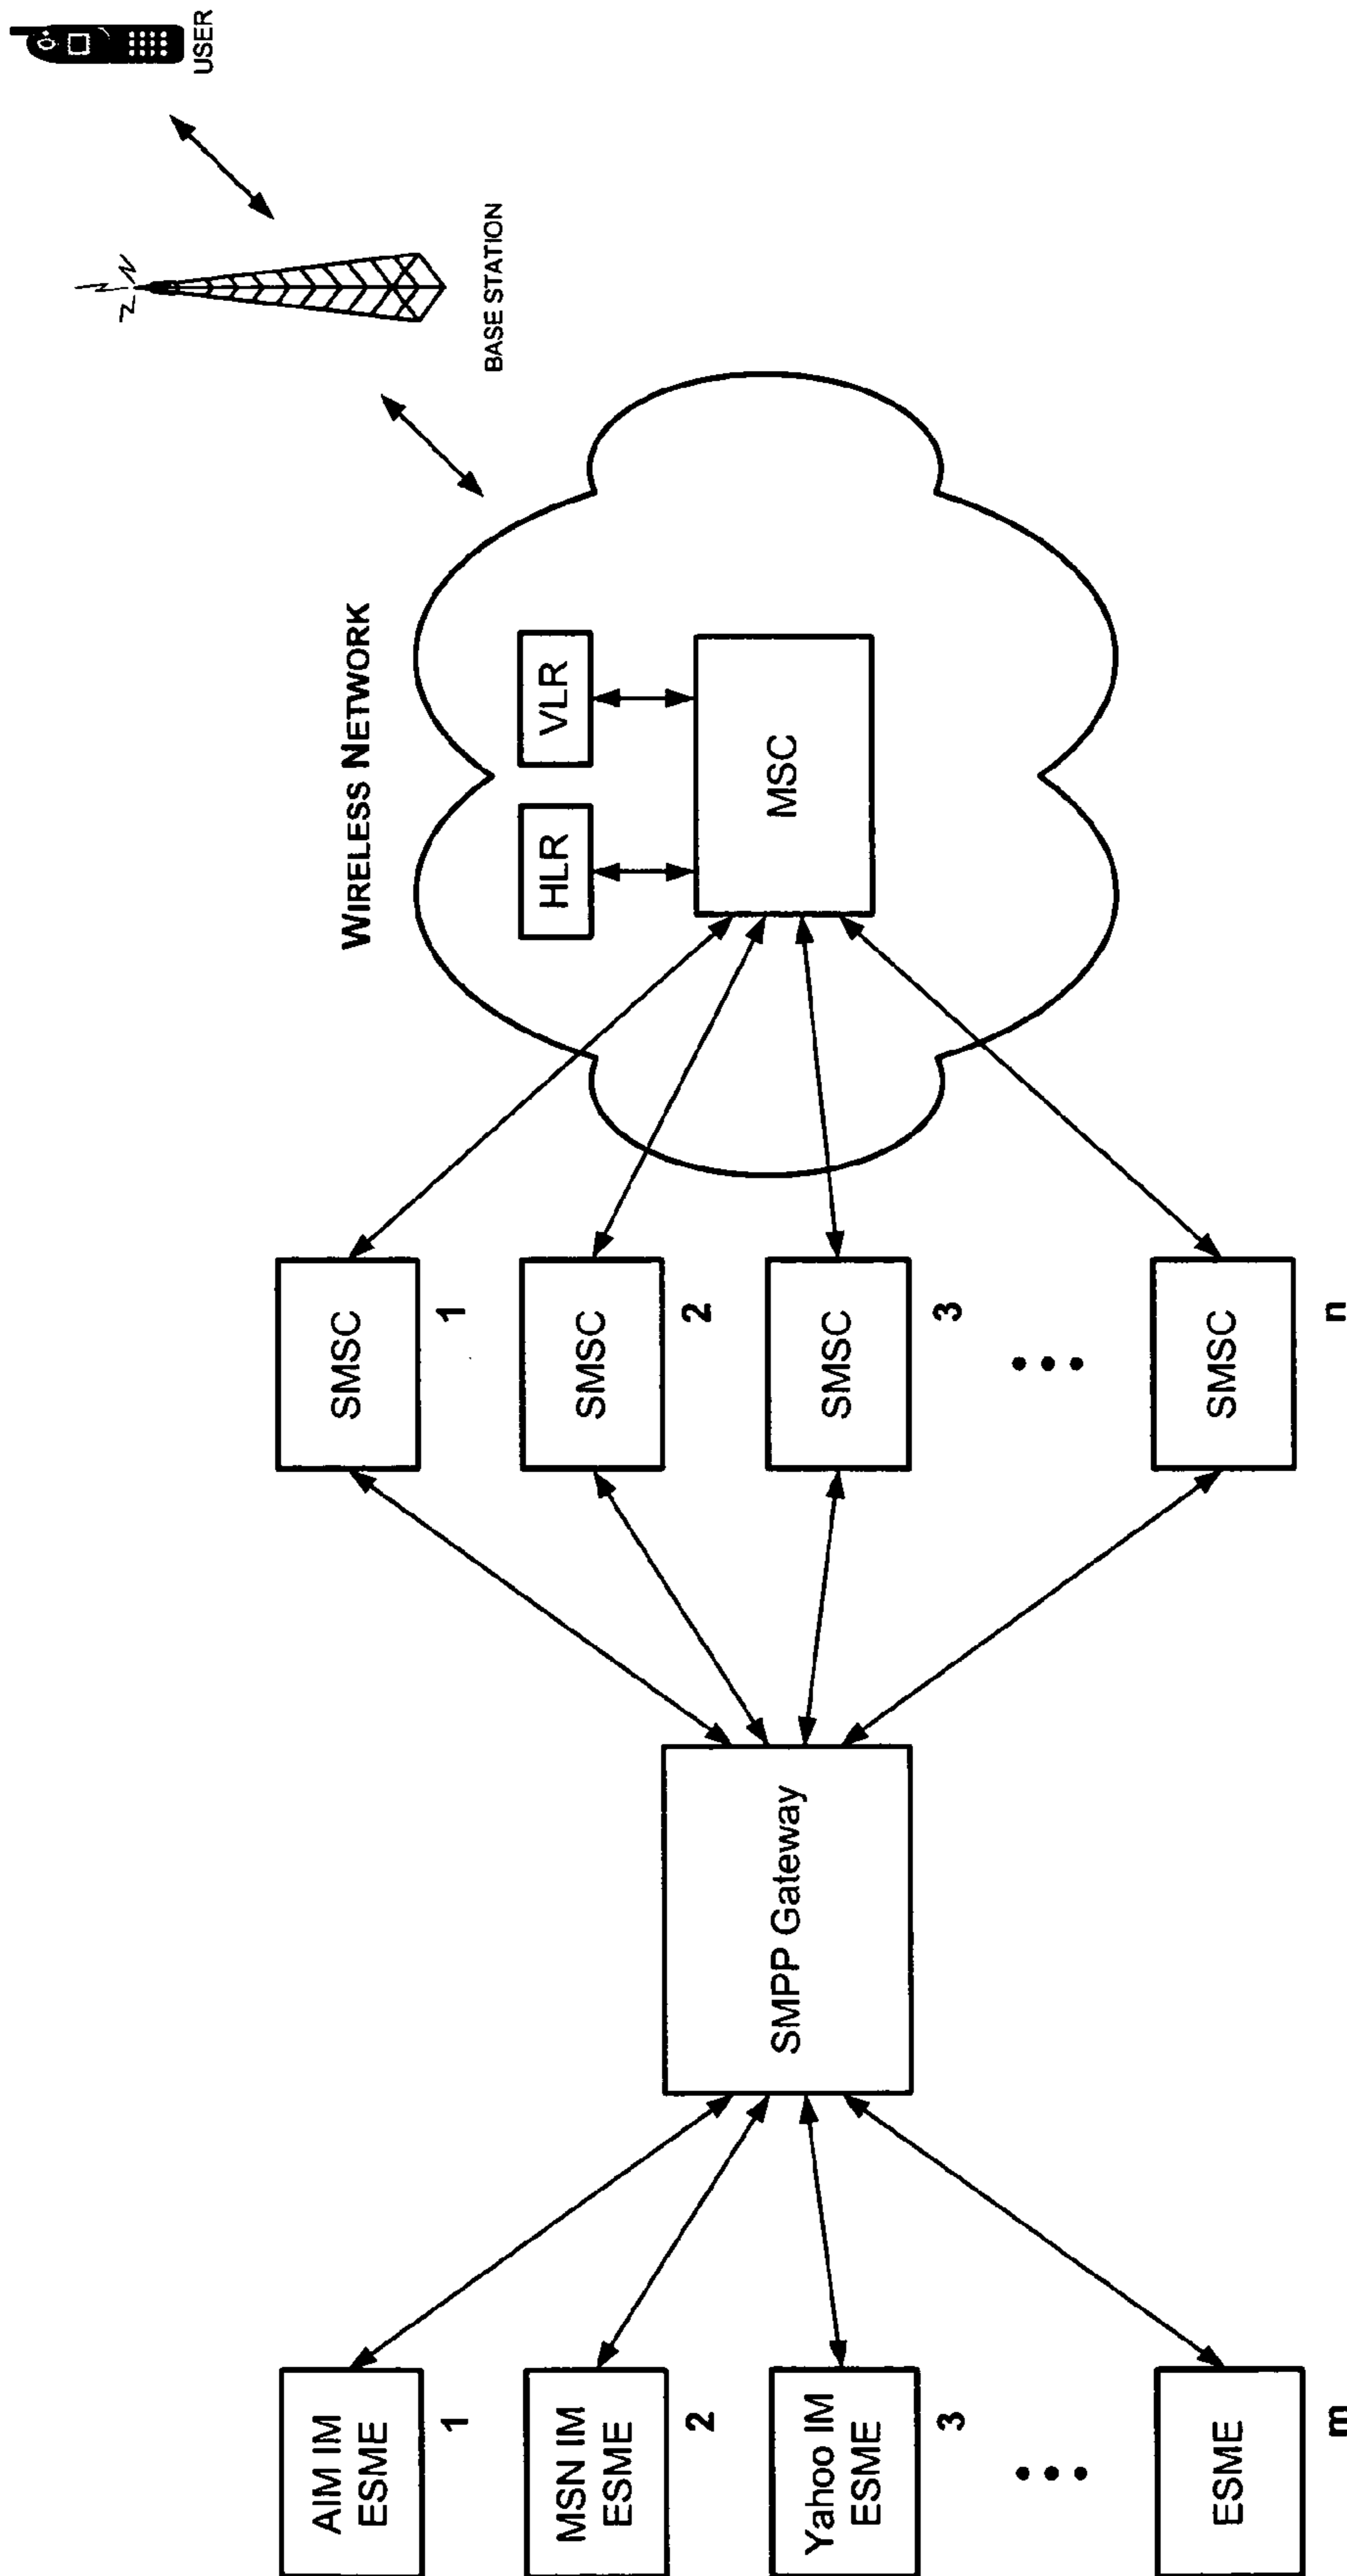 AIM IM
ESME
1
MSN IM
ESME
2
Yahoo IM
ESME
3
ESME
m
SMPP Gateway
SMSC
1
SMSC
2
SMSC
3
SMSC
n
WIRELESS NETWORK
HLR
VLR
MSC
BASE STATION
USER